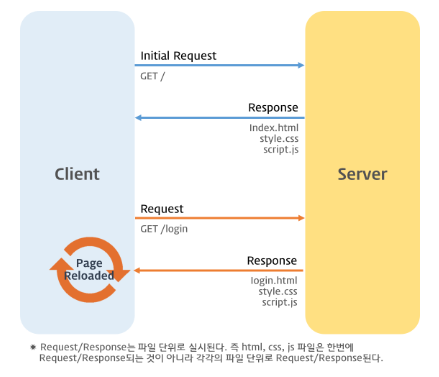 Initial Request
GET /
Response
Index.html
style.css
script.js
Client
Server
Request
GET /login
Page
Reloaded
Response
login.html
style.css
script.js
* Request/Response는 파일 단위로 실시된다. 즉 html, css, js 파일은 한번에
Request/Response되는 것이 아니라 각각의 파일 단위로 Request/Response된다.